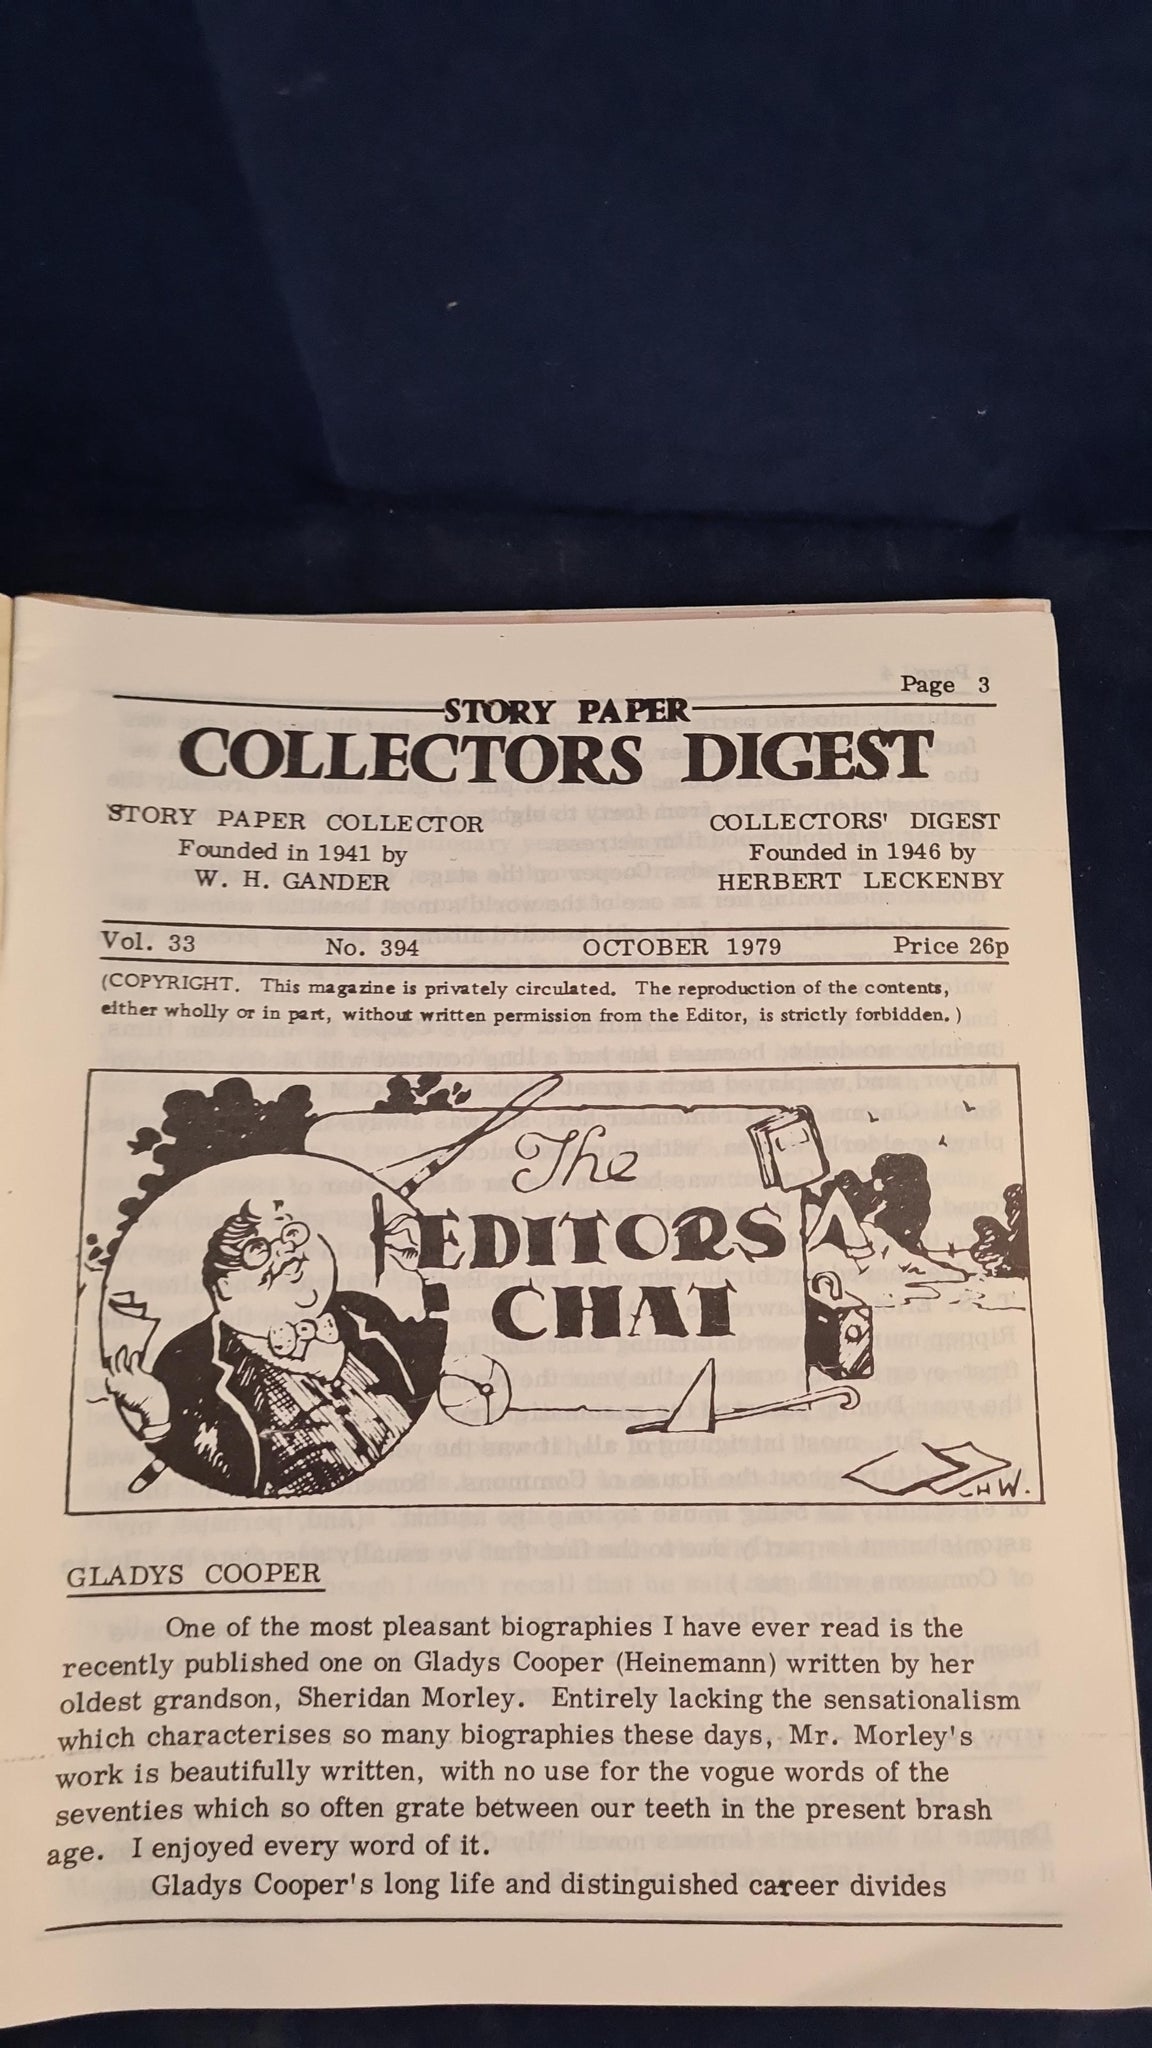 Page 3
STORY PAPER
COLLECTORS DIGEST
STORY PAPER COLLECTOR
Founded in 1941 by
W. H. GANDER
COLLECTORS' DIGEST
Founded in 1946 by
HERBERT LECKENBY
Vol. 33 No. 394 OCTOBER 1979 Price 26p
(COPYRIGHT. This magazine is privately circulated. The reproduction of the contents,
either wholly or in part, without written permission from the Editor, is strictly forbidden.)
The
EDITORS
CHAT
HW.
GLADYS COOPER
One of the most pleasant biographies I have ever read is the
recently published one on Gladys Cooper (Heinemann) written by her
oldest grandson, Sheridan Morley. Entirely lacking the sensationalism
which characterises so many biographies these days, Mr. Morley's
work is beautifully written, with no use for the vogue words of the
seventies which so often grate between our teeth in the present brash
age. I enjoyed every word of it.
Gladys Cooper's long life and distinguished career divides